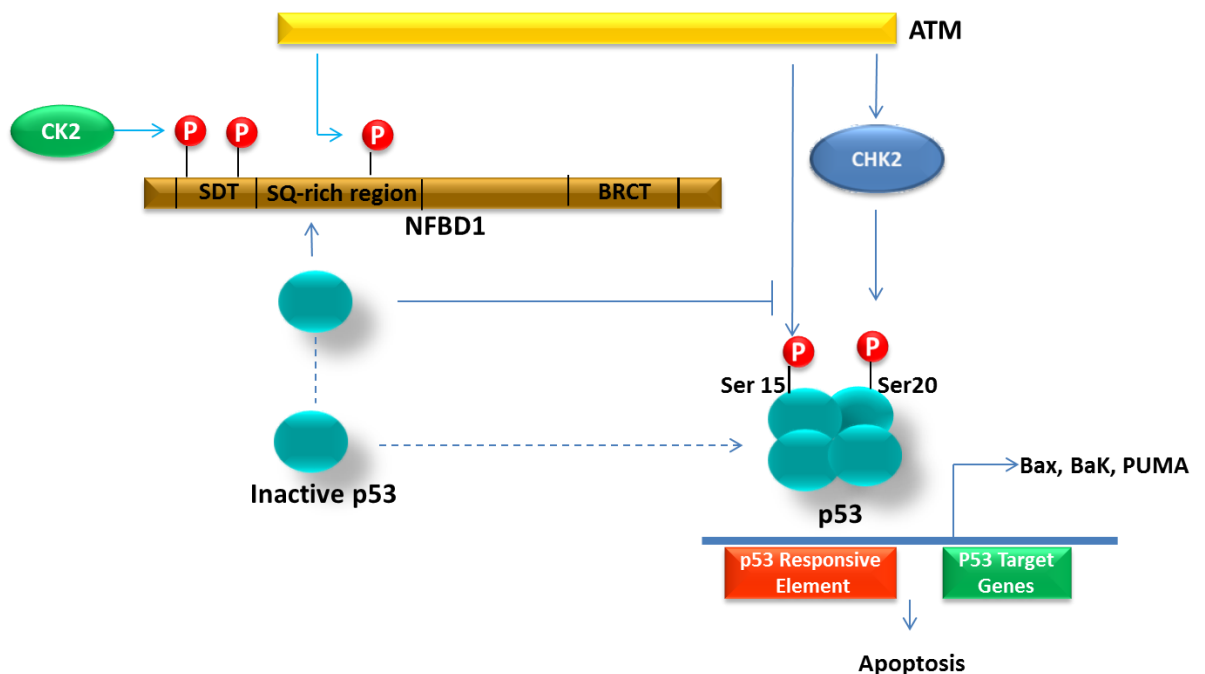 ATM
CK2
P
P
P
CHK2
SDT
SQ-rich region
BRCT
NFBD1
P
P
Ser 15
Ser20
Inactive p53
Bax, BaK, PUMA
p53
p53 Responsive
Element
P53 Target
Genes
Apoptosis